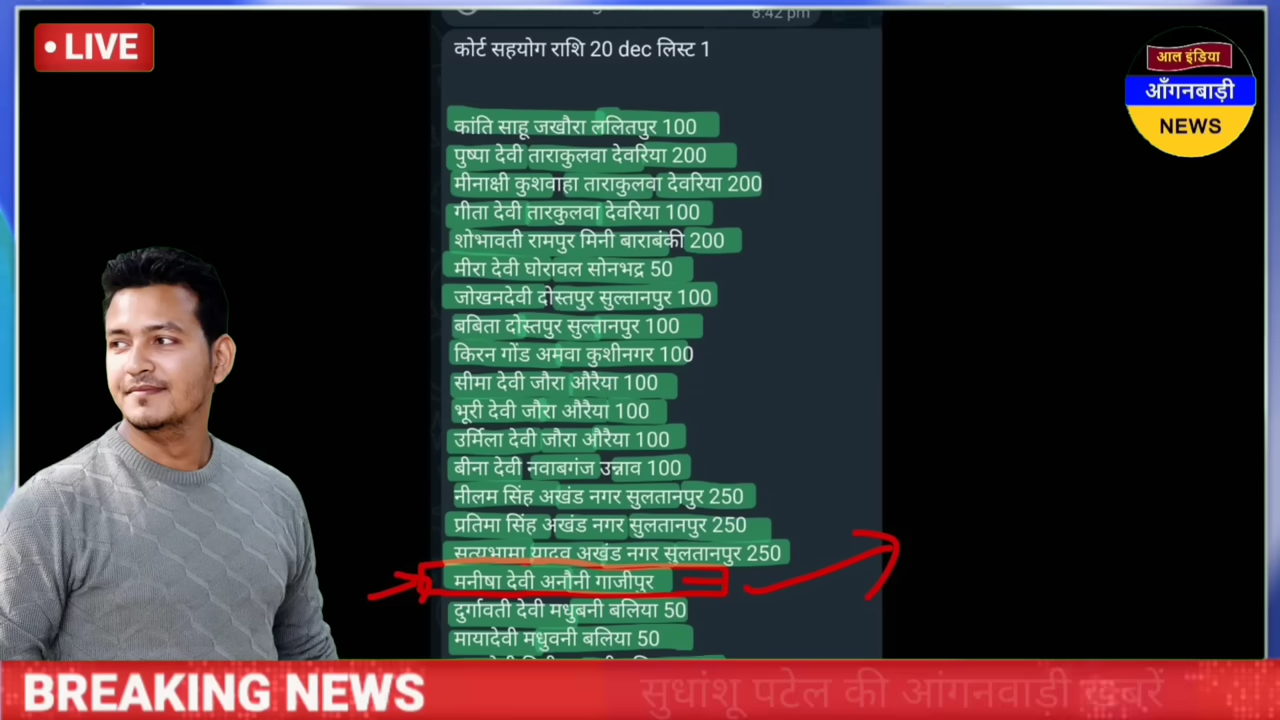 8:42 pm
LIVE
कोर्ट सहयोग राशि 20 dec लिस्ट 1
आल इंडिया
आँगनबाड़ी
NEWS
कांति साहू जखौरा ललितपुर 100
पुष्पा देवी ताराकुलवा देवरिया 200
मीनाक्षी कुशवाहा ताराकुलवा देवरिया 200
गीता देवी तारकुलवा देवरिया 100
शोभावती रामपुर मिनी बाराबंकी 200
मीरा देवी घोरावल सोनभद्र 50
जोखनदेवी दोस्तपुर सुल्तानपुर 100
बबिता दोस्तपुर सुल्तानपुर 100
किरन गोंड अमवा कुशीनगर 100
सीमा देवी जौरा औरैया 100
भूरी देवी जौरा औरैया 100
उर्मिला देवी जौरा औरैया 100
बीना देवी नवाबगंज उन्नाव 100
नीलम सिंह अखंड नगर सुलतानपुर 250
प्रतिमा सिंह अखंड नगर सुलतानपुर 250
सत्यभामा यादव अखंड नगर सुलतानपुर 250
मनीषा देवी अनौनी गाजीपुर
दुर्गावती देवी मधुबनी बलिया 50
मायादेवी मधुवनी बलिया 50
BREAKING NEWS
सुधांशू पटेल की आंगनवाड़ी खबरें